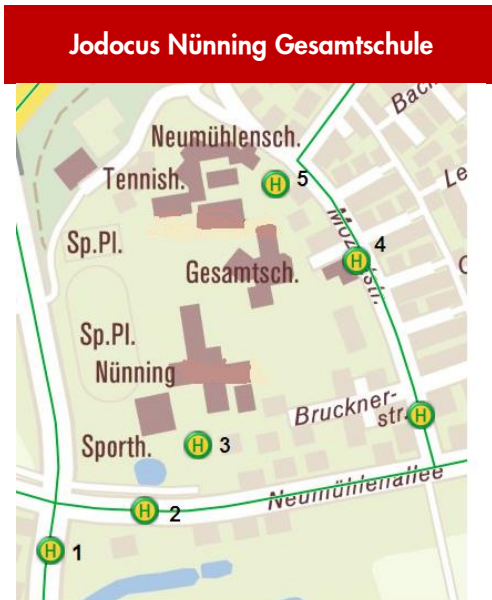 Jodocus Nünning Gesamtschule
Neumühlensch.
Tennish.
H 5
Sp.Pl.
H 4
Gesamtsch.
Sp.Pl.
Nünning
Bruckner-
str.
H
Sporth.
H 3
Neumühlenallee
H 2
H 1